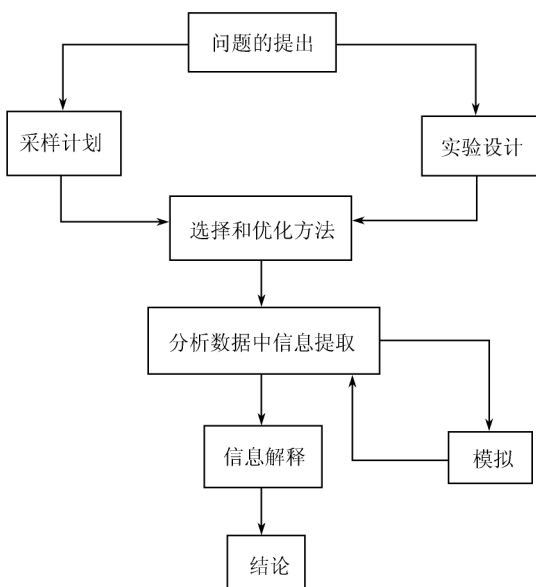 问题的提出
采样计划
实验设计
选择和优化方法
分析数据中信息提取
信息解释
模拟
结论